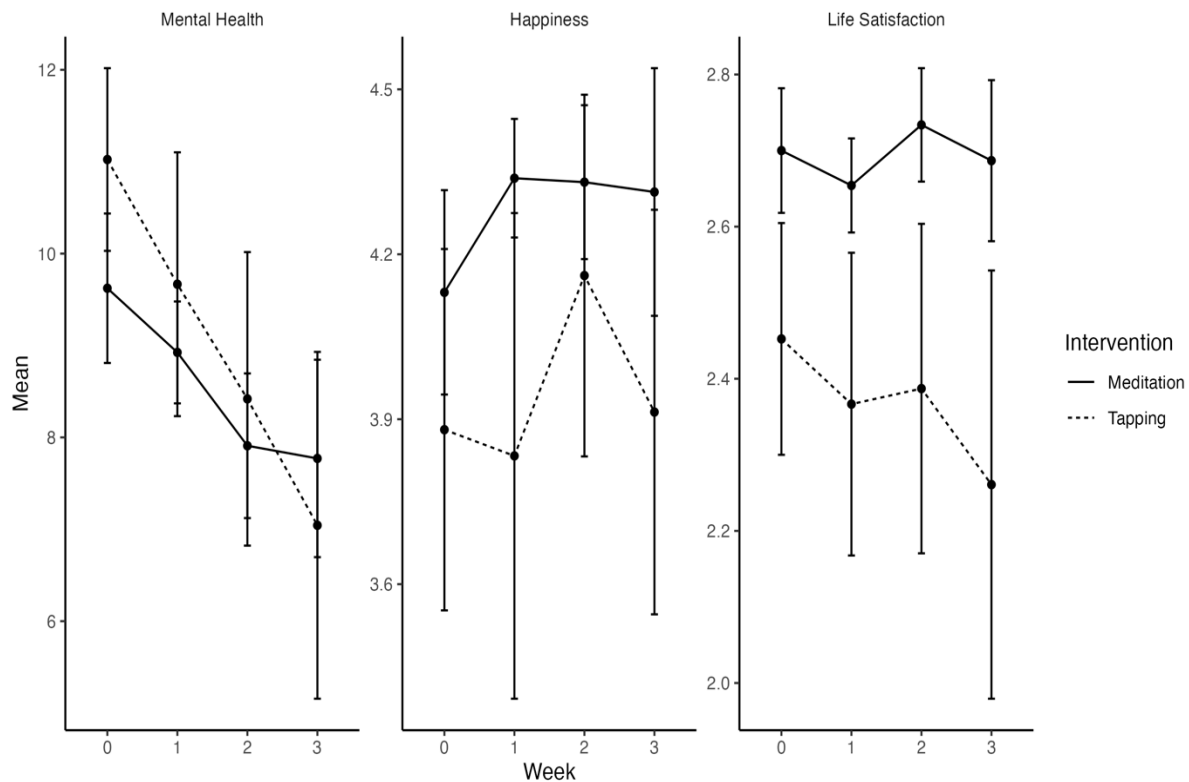 Mental Health
Happiness
Life Satisfaction
12
10
8
6
4.5
4.2
3.9
3.6
2.8
2.6
2.4
2.2
2.0
Mean
0 1 2 3
0 1 2 3
0 1 2 3
Week
Intervention
Meditation
Tapping